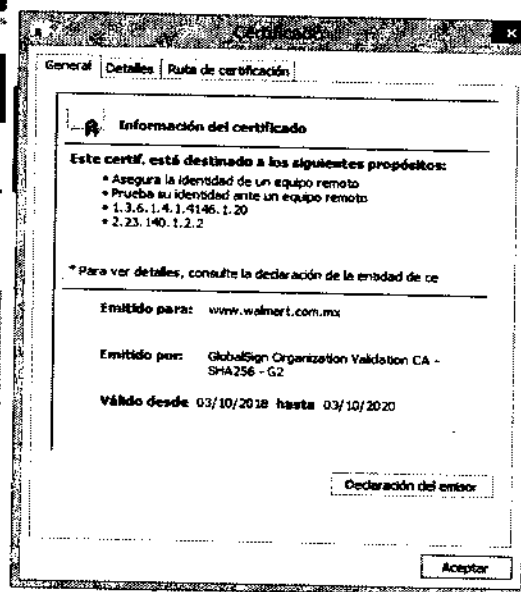 Certificado
General Detalles Ruta de certificación
Información del certificado
Este certif. está destinado a los siguientes propósitos:
• Asegura la identidad de un equipo remoto
• Prueba su identidad ante un equipo remoto
• 1.3.6.1.4.1.4146.1.20
• 2.23.140.1.2.2
* Para ver detalles, consulte la declaración de la entidad de ce
Emitido para: www.walmart.com.mx
Emitido por: GlobalSign Organization Validation CA -
SHA256 - G2
Válido desde 03/10/2018 hasta 03/10/2020
Declaración del emisor
Aceptar